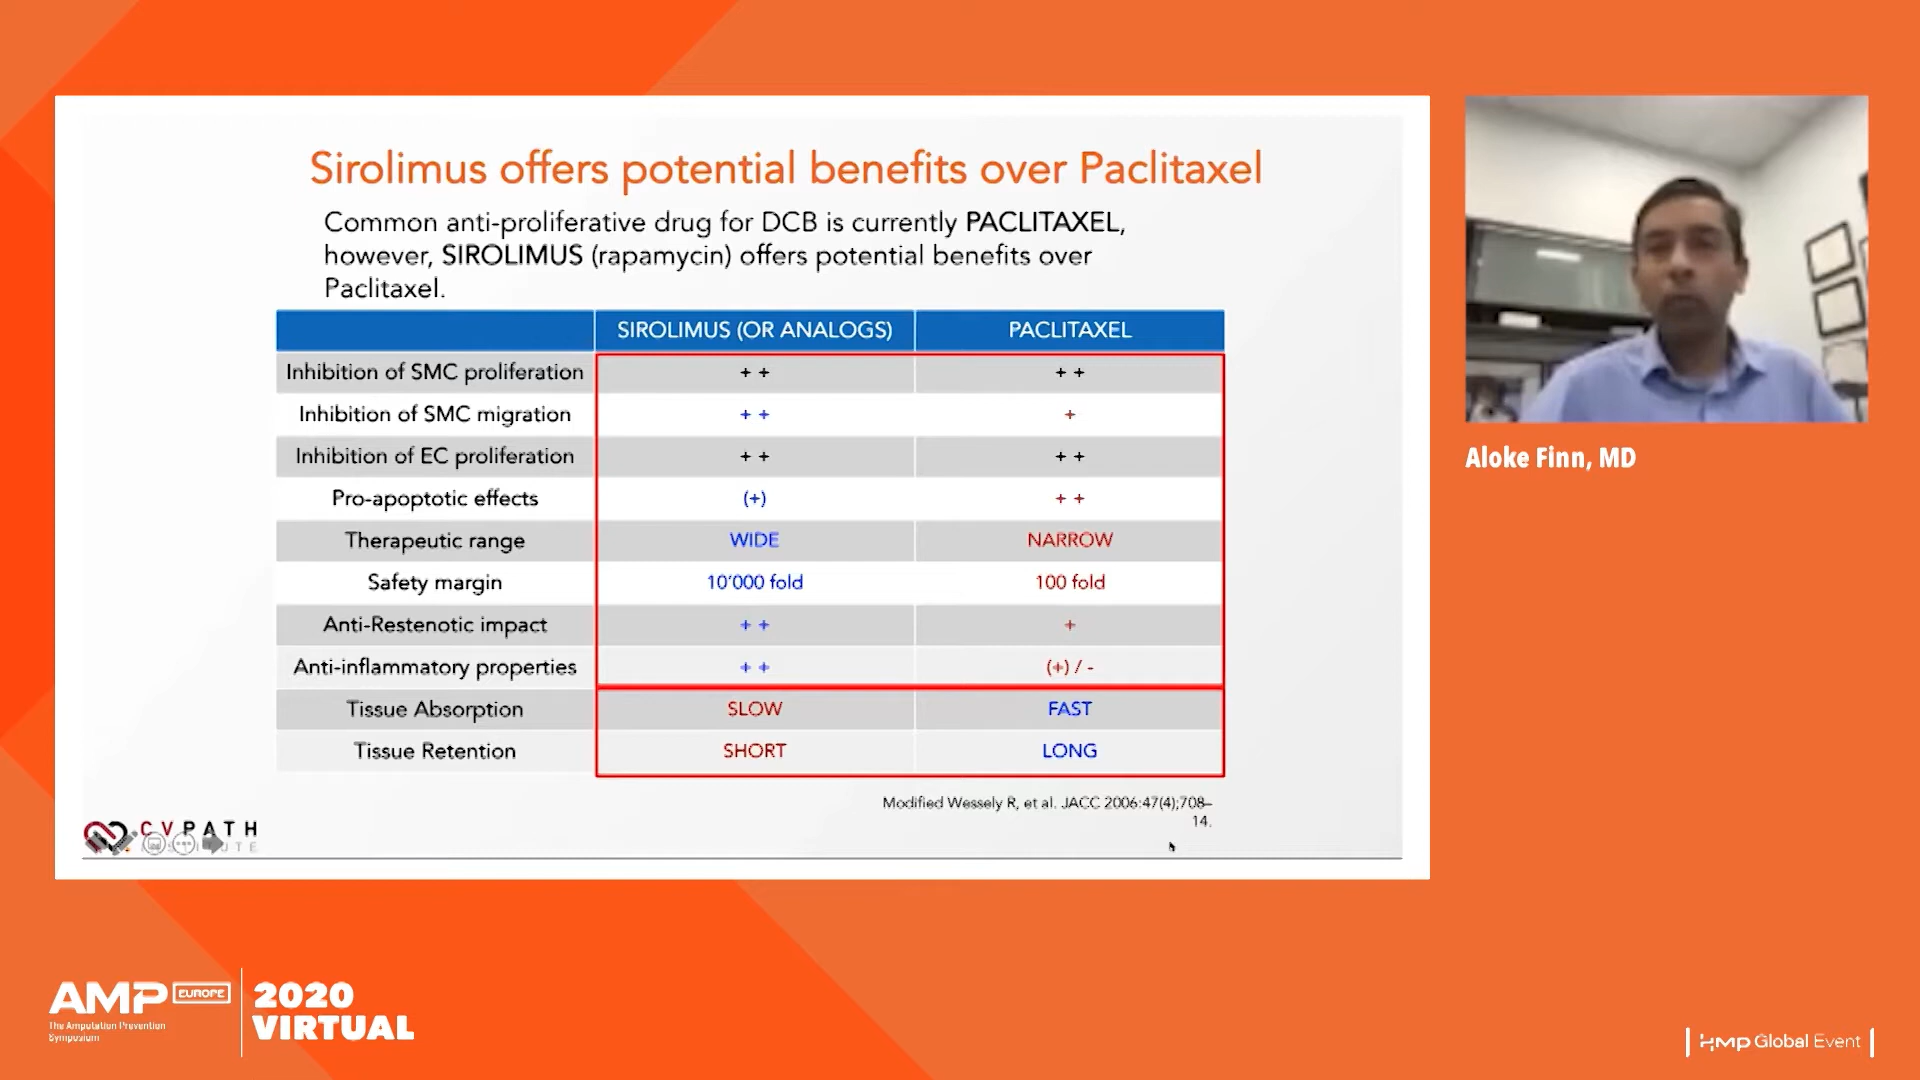 Sirolimus offers potential benefits over Paclitaxel
Common anti-proliferative drug for DCB is currently PACLITAXEL,
however, SIROLIMUS (rapamycin) offers potential benefits over
Paclitaxel.
SIROLIMUS (OR ANALOGS) PACLITAXEL
Inhibition of SMC proliferation + + + +
Inhibition of SMC migration + + +
Inhibition of EC proliferation + + + +
Pro-apoptotic effects (+) + +
Therapeutic range WIDE NARROW
Safety margin 10'000 fold 100 fold
Anti-Restenotic impact + + +
Anti-inflammatory properties + + (+) / -
Tissue Absorption SLOW FAST
Tissue Retention SHORT LONG
Modified Wessely R, et al. JACC 2006:47(4);708–
14.
CVPATH
Aloke Finn, MD
AMP EUROPE
The Amputation Prevention
Symposium
2020
VIRTUAL
HMP Global Event